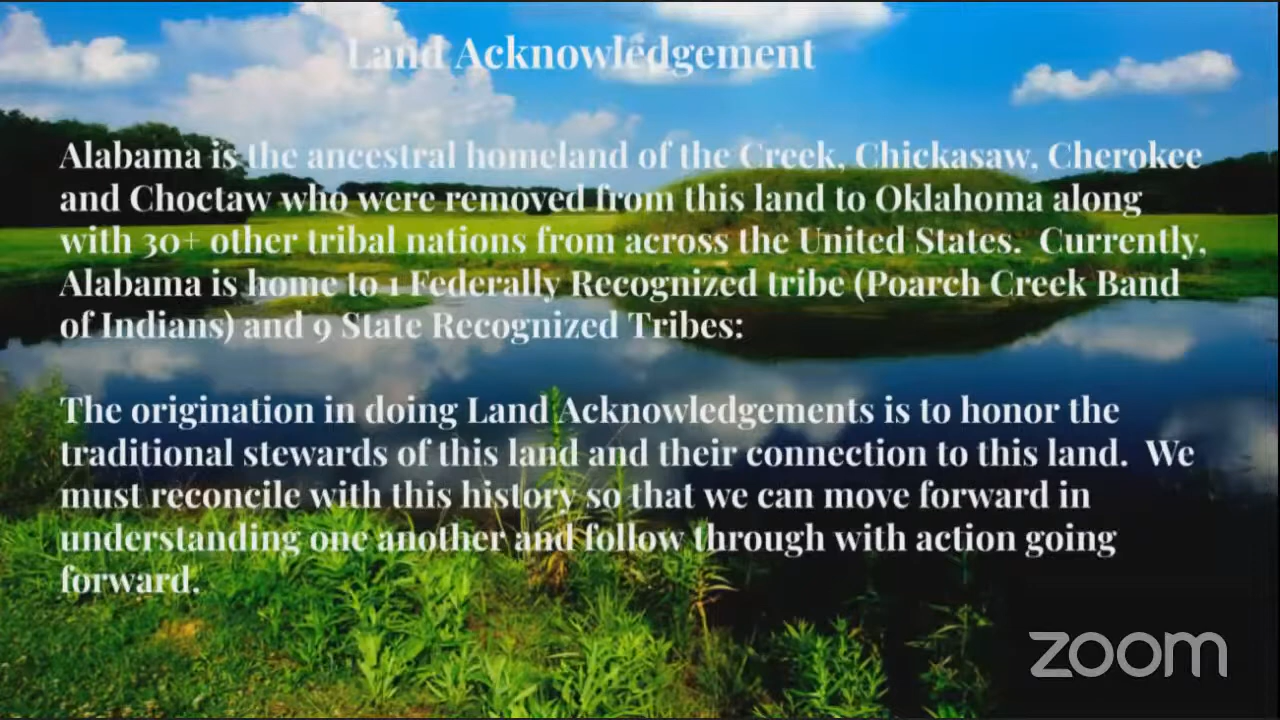 Land Acknowledgement
Alabama is the ancestral homeland of the Creek, Chickasaw, Cherokee
and Choctaw who were removed from this land to Oklahoma along
with 30+ other tribal nations from across the United States. Currently,
Alabama is home to 1 Federally Recognized tribe (Poarch Creek Band
of Indians) and 9 State Recognized Tribes:
The origination in doing Land Acknowledgements is to honor the
traditional stewards of this land and their connection to this land. We
must reconcile with this history so that we can move forward in
understanding one another and follow through with action going
forward.
zoom